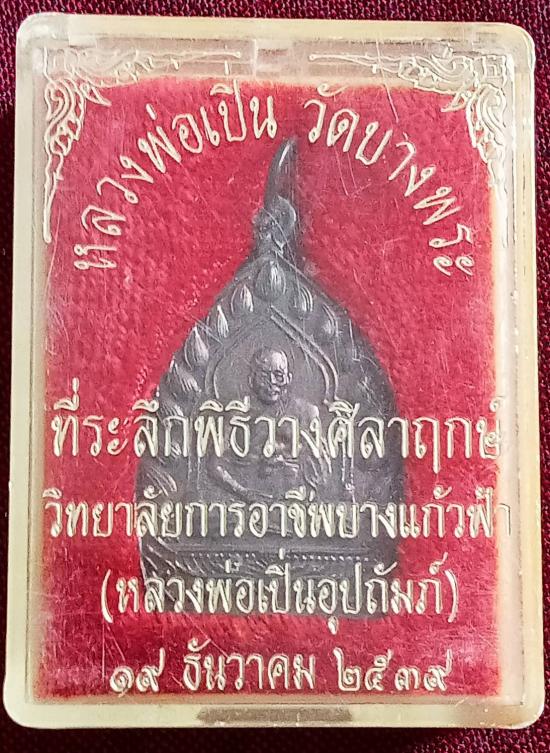 หลวงพ่อเปิ่น วัดบางพระ
ที่ระลึกพิธีวางศิลาฤกษ์
วิทยาลัยการอาชีพบางแก้วฟ้า
(หลวงพ่อเปิ่นอุปถัมภ์)
๑๙ ธันวาคม ๒๕๓๙